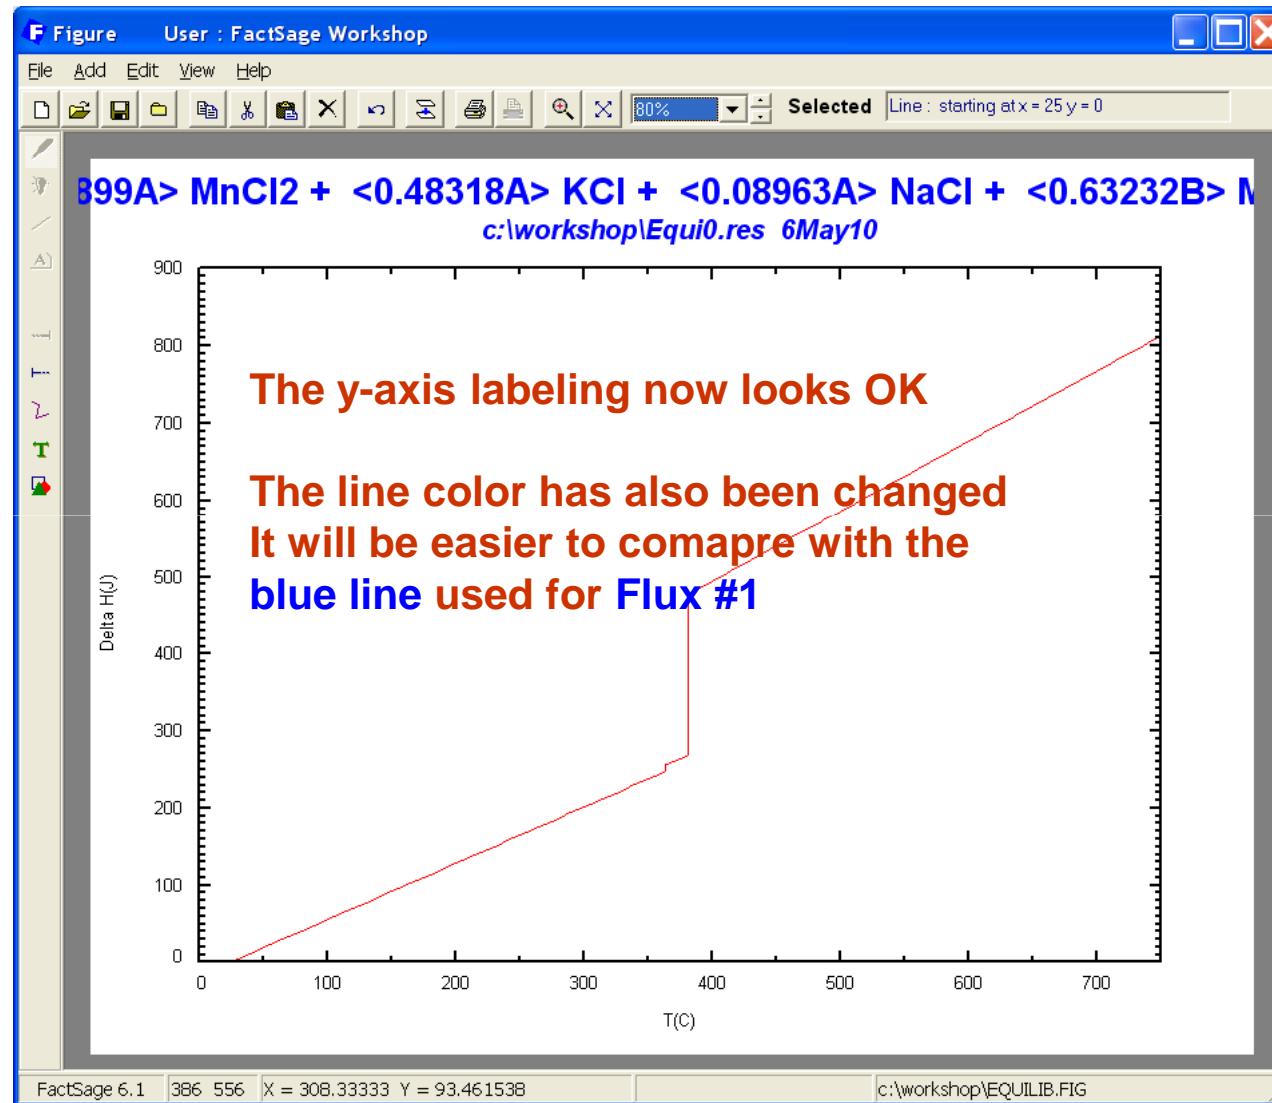 Figure User : FactSage Workshop
File Add Edit View Help
80% Selected Line : starting at x = 25 y = 0
899A> MnCl2 + <0.48318A> KCl + <0.08963A> NaCl + <0.63232B> M
c:\workshop\Equi0.res 6May10
900
800
The y-axis labeling now looks OK
700
600
The line color has also been changed
It will be easier to comapre with the
500
blue line used for Flux #1
Delta H(J)
400
300
200
100
0
0 100 200 300 400 500 600 700
T(C)
FactSage 6.1 386 556 X = 308.33333 Y = 93.461538 c:\workshop\EQUILIB.FIG